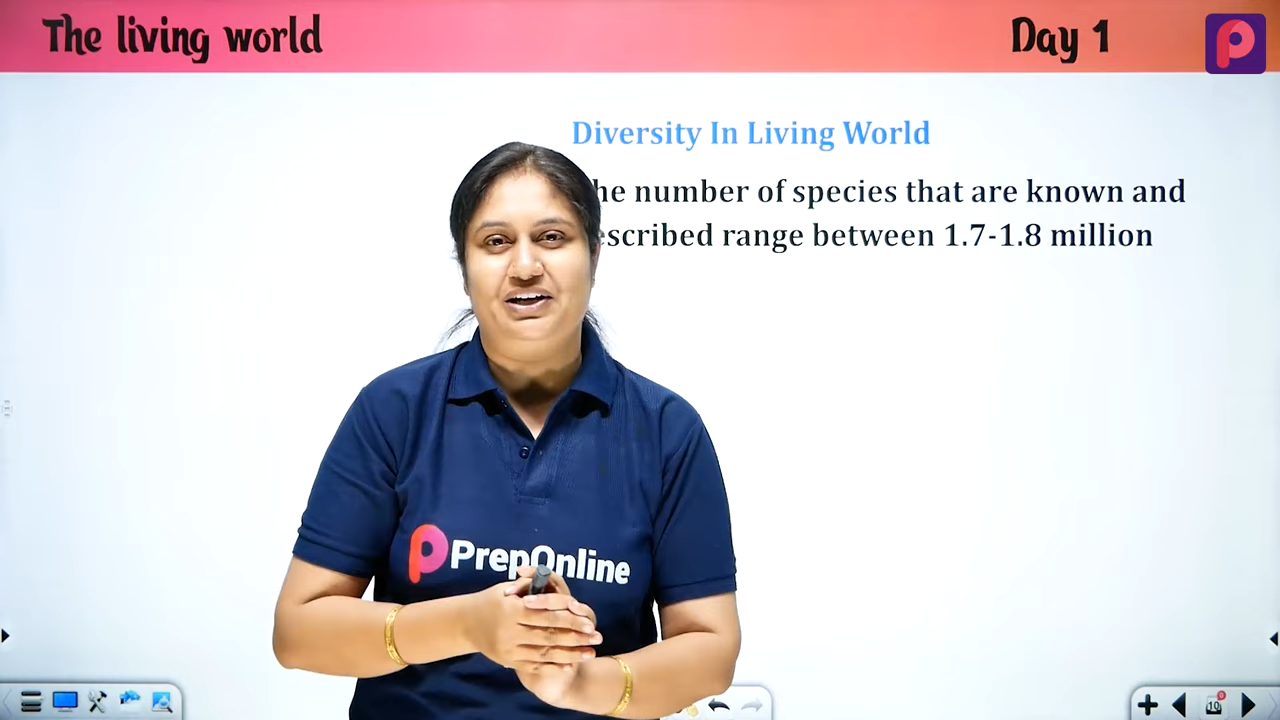 The living world
Day 1
Diversity In Living World
he number of species that are known and
escribed range between 1.7-1.8 million
PrepOnline
10